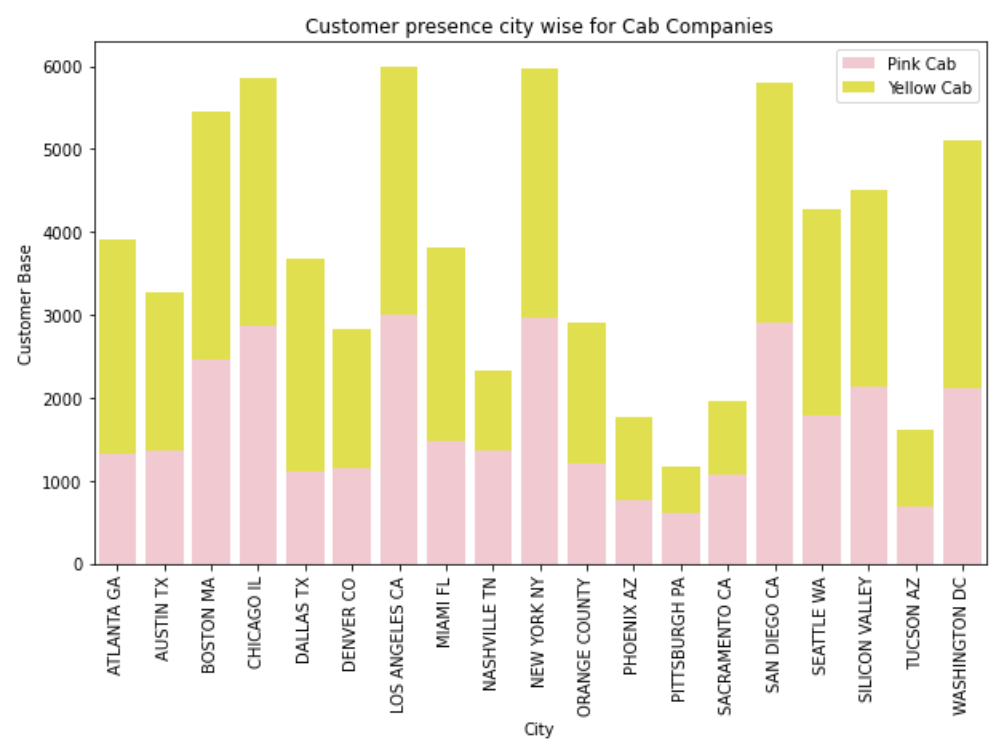 Customer presence city wise for Cab Companies
Pink Cab
Yellow Cab
Customer Base
6000
5000
4000
3000
2000
1000
0
ATLANTA GA
AUSTIN TX
BOSTON MA
CHICAGO IL
DALLAS TX
DENVER CO
LOS ANGELES CA
MIAMI FL
NASHVILLE TN
NEW YORK NY
ORANGE COUNTY
PHOENIX AZ
PITTSBURGH PA
SACRAMENTO CA
SAN DIEGO CA
SEATTLE WA
SILICON VALLEY
TUCSON AZ
WASHINGTON DC
City